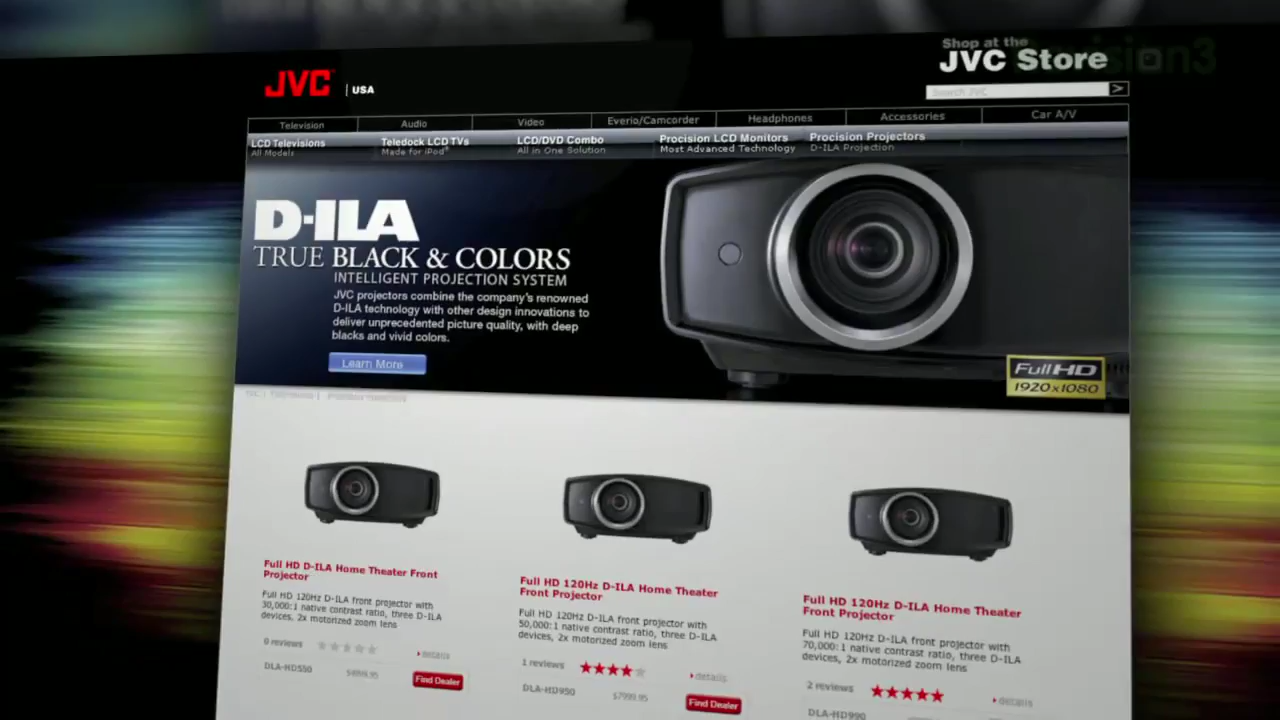 Shop at the
JVC Store
JVC
USA
Search JVC
>
Television
Audio
Video
Everio/Camcorder
Headphones
Accessories
Car A/V
LCD Televisions
All Models
Teledock LCD TVs
Made for iPod®
LCD/DVD Combo
All in One Solution
Precision LCD Monitors
Most Advanced Technology
Precision Projectors
D-ILA Projection
D-ILA
TRUE BLACK & COLORS
INTELLIGENT PROJECTION SYSTEM
JVC projectors combine the company's renowned
D-ILA technology with other design innovations to
deliver unprecedented picture quality, with deep
blacks and vivid colors.
Learn More
Full HD
1920x1080
Full HD D-ILA Home Theater Front
Projector
Full HD 120Hz D-ILA front projector with
30,000:1 native contrast ratio, three D-ILA
devices, 2x motorized zoom lens
0 reviews
details
DLA-HD550
Find Dealer
Full HD 120Hz D-ILA Home Theater
Front Projector
Full HD 120Hz D-ILA front projector with
50,000:1 native contrast ratio, three D-ILA
devices, 2x motorized zoom lens
1 reviews
details
DLA-HD950
$7999.95
Find Dealer
Full HD 120Hz D-ILA Home Theater
Front Projector
Full HD 120Hz D-ILA front projector with
70,000:1 native contrast ratio, three D-ILA
devices, 2x motorized zoom lens
2 reviews
details
DLA-HD990